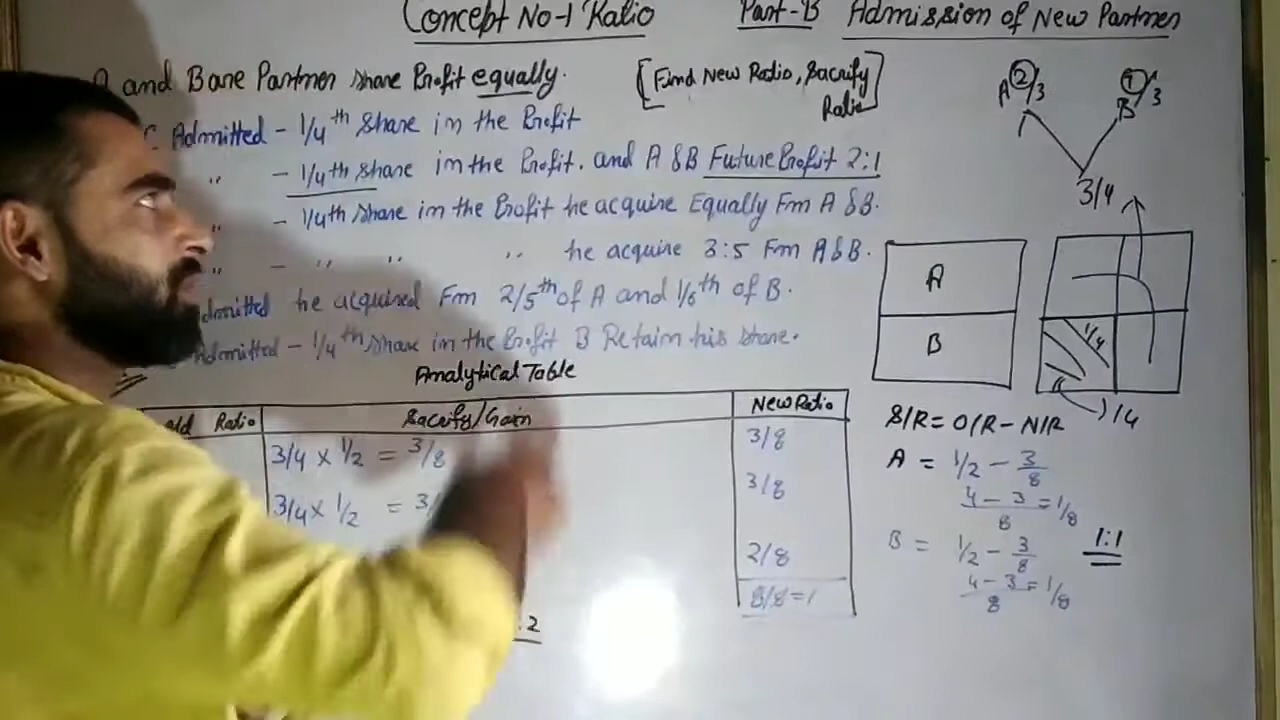 Concept No-1 Ratio Part-B Admission of New Partner
and B are Partner share Profit equally. [Find New Ratio, Sacrify Ratio]
C Admitted - 1/4th share in the Profit
" - 1/4th share in the Profit. and A & B Future Profit 2:1
" - 1/4th share in the Profit he acquire Equally Fm A & B.
" - " " " he acquire 3:5 Fm A & B.
dmitted he acquired Fm 2/5th of A and 1/6th of B.
Admitted - 1/4th share in the Profit B Retain his share.
Analytical Table
old Ratio Sacrify/Gain New Ratio
3/4 x 1/2 = 3/8 3/8
3/4 x 1/2 = 3/ 3/8
2/8
8/8=1
2
A 2/3 B 1/3
3/4
A
B
1/4
1/4
S/R = O/R - N/R
A = 1/2 - 3/8
4-3/8 = 1/8
B = 1/2 - 3/8 1:1
4-3/8 = 1/8